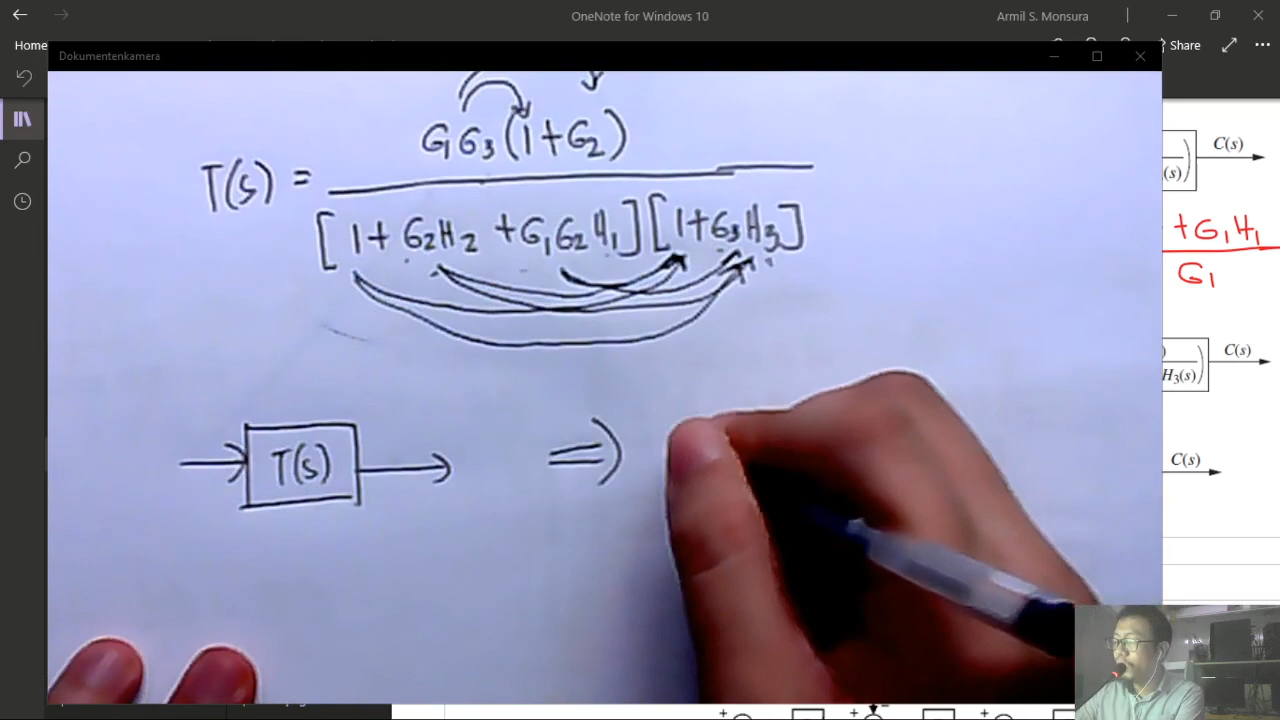 OneNote for Windows 10
Armil S. Monsura
Home
Share
Dokumentenkamera
G1G3(1+G2)
T(s) =
[1+ G2H2 +G1G2H1][1+G3H3]
T(s)
⇒
C(s)
(s)
+G1H1
G1
)
C(s)
H3(s)
C(s)
+
+
−
+